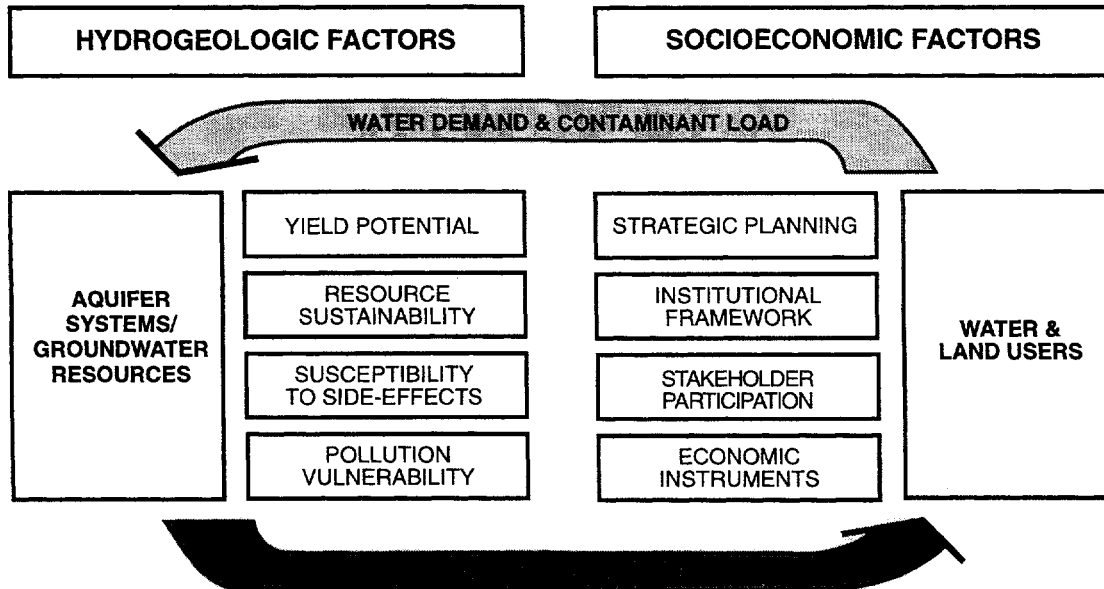 HYDROGEOLOGIC FACTORS
SOCIOECONOMIC FACTORS
WATER DEMAND & CONTAMINANT LOAD
AQUIFER
SYSTEMS/
GROUNDWATER
RESOURCES
YIELD POTENTIAL
RESOURCE
SUSTAINABILITY
SUSCEPTIBILITY
TO SIDE-EFFECTS
POLLUTION
VULNERABILITY
STRATEGIC PLANNING
INSTITUTIONAL
FRAMEWORK
STAKEHOLDER
PARTICIPATION
ECONOMIC
INSTRUMENTS
WATER &
LAND USERS